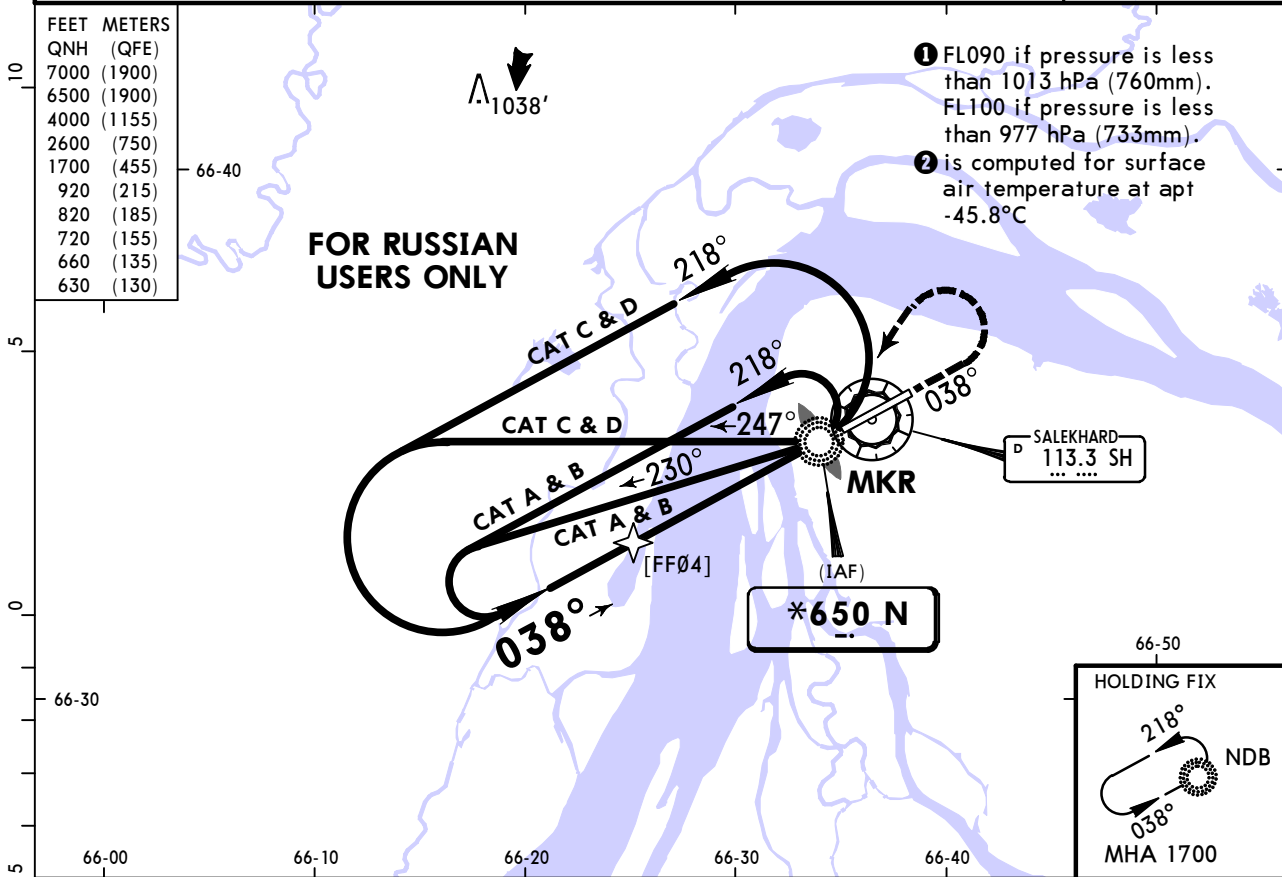 FEET METERS
QNH (QFE)
7000 (1900)
6500 (1900)
4000 (1155)
2600 (750)
1700 (455)
920 (215)
820 (185)
720 (155)
660 (135)
630 (130)
1038'
❶ FL090 if pressure is less
than 1013 hPa (760mm).
FL100 if pressure is less
than 977 hPa (733mm).
❷ is computed for surface
air temperature at apt
-45.8°C
10
66-40
FOR RUSSIAN
USERS ONLY
218°
CAT C & D
5
218°
038°
CAT C & D
247°
SALEKHARD
D 113.3 SH
CAT A & B
230°
MKR
CAT A & B
[FFØ4]
(IAF)
*650 N
0
038°
66-50
66-30
HOLDING FIX
218°
NDB
038°
MHA 1700
5
66-00
66-10
66-20
66-30
66-40